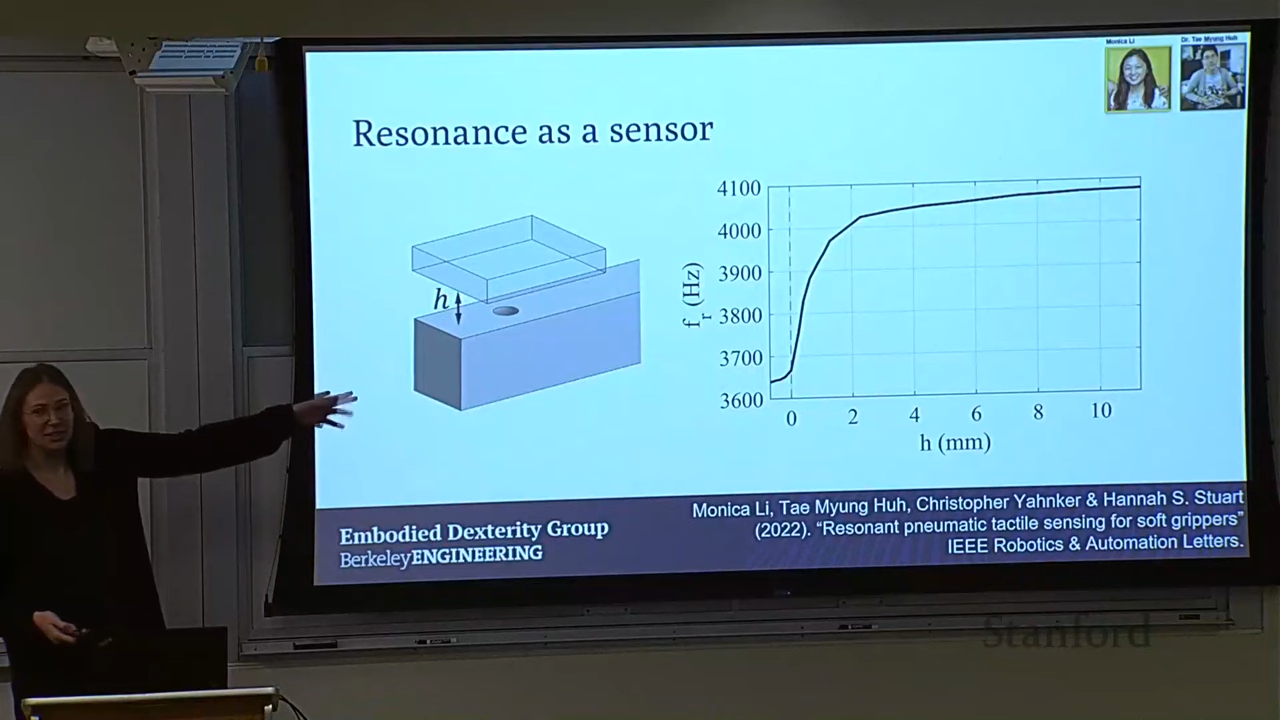 Monica Li
Dr. Tae Myung Huh
Resonance as a sensor
h
4100
4000
3900
3800
3700
3600
f_r (Hz)
0 2 4 6 8 10
h (mm)
Embodied Dexterity Group
BerkeleyENGINEERING
Monica Li, Tae Myung Huh, Christopher Yahnker & Hannah S. Stuart
(2022). “Resonant pneumatic tactile sensing for soft grippers”
IEEE Robotics & Automation Letters.
Stanford